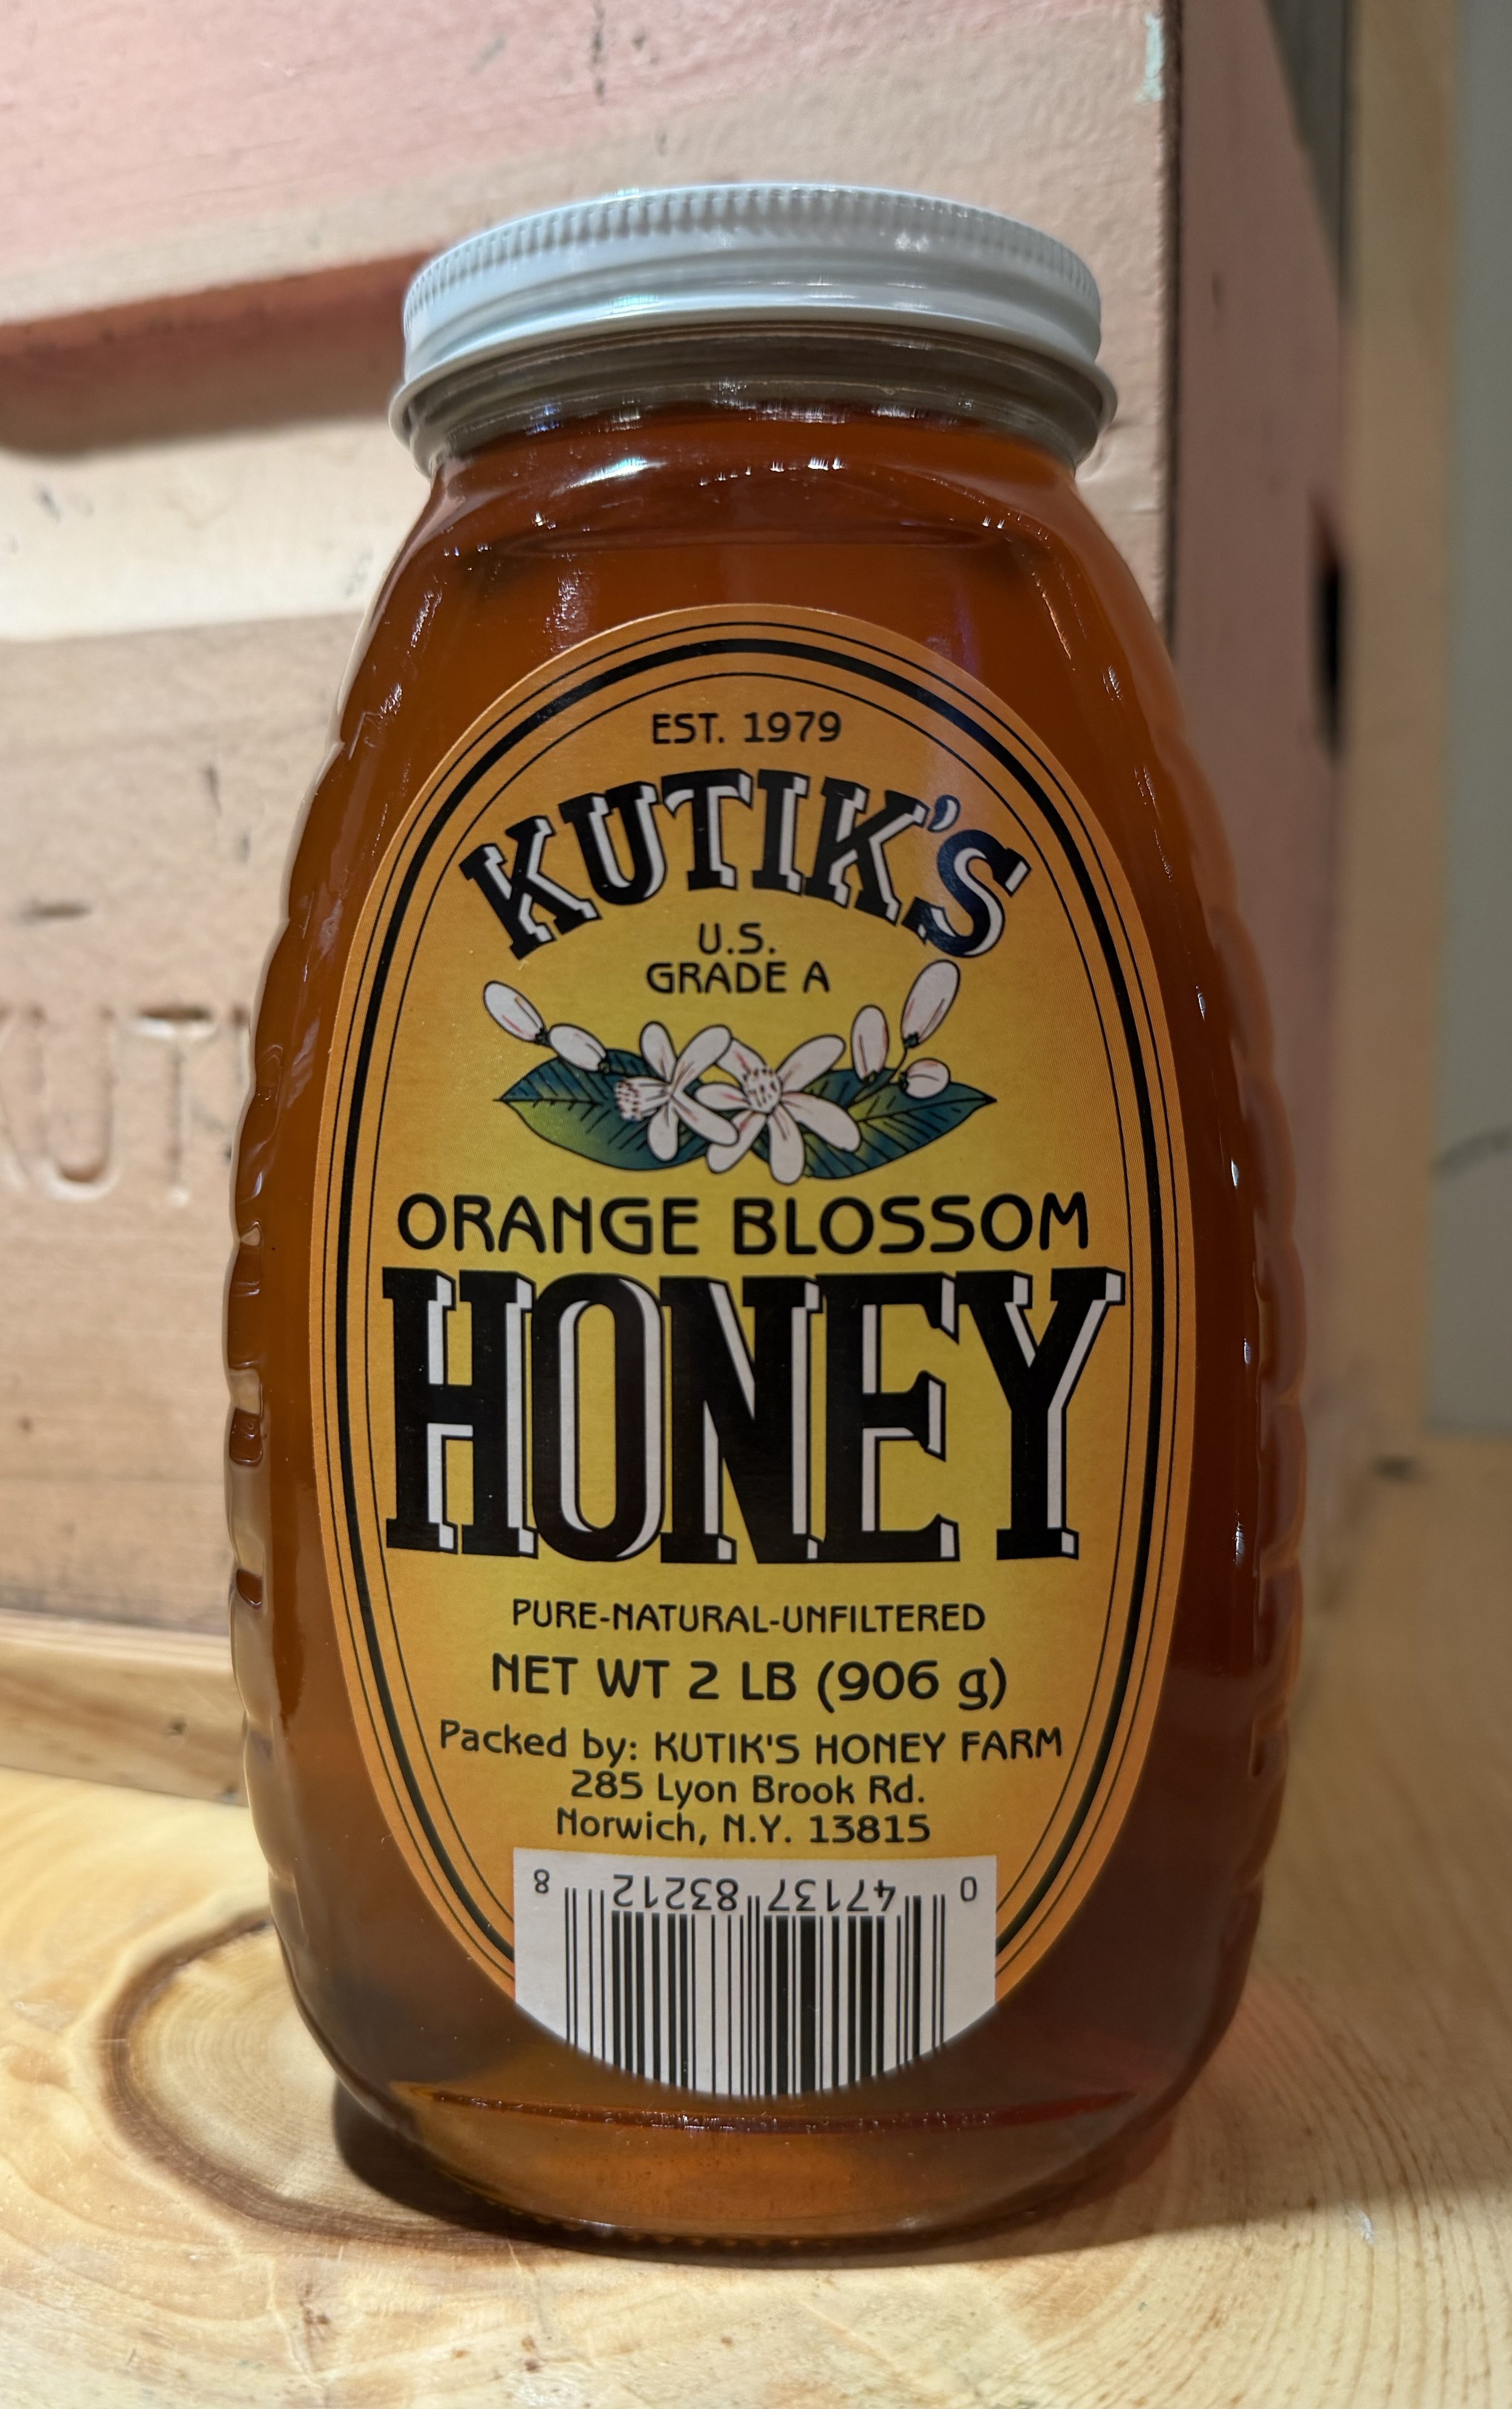 EST. 1979
KUTIK'S
U.S.
GRADE A
ORANGE BLOSSOM
HONEY
PURE-NATURAL-UNFILTERED
NET WT 2 LB (906 g)
Packed by: KUTIK'S HONEY FARM
285 Lyon Brook Rd.
Norwich, N.Y. 13815
0 47137 83212 8